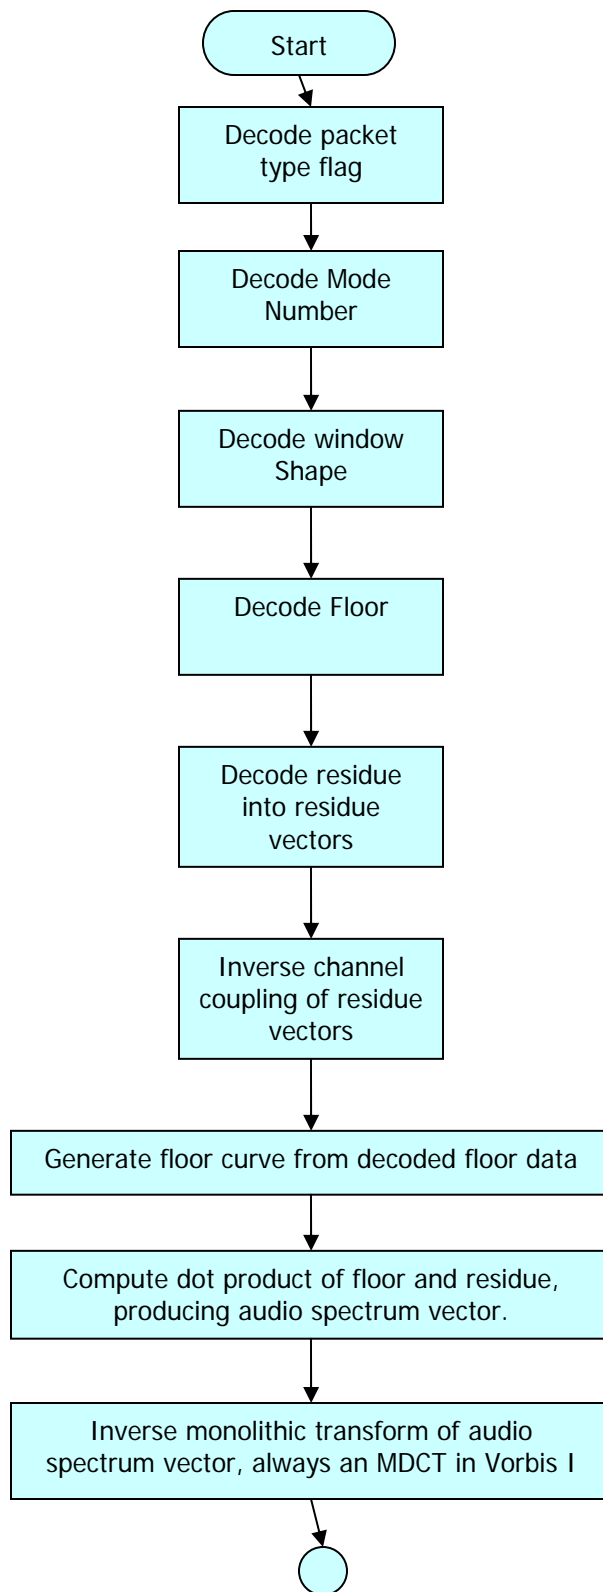 Start
Decode packet
type flag
Decode Mode
Number
Decode window
Shape
Decode Floor
Decode residue
into residue
vectors
Inverse channel
coupling of residue
vectors
Generate floor curve from decoded floor data
Compute dot product of floor and residue,
producing audio spectrum vector.
Inverse monolithic transform of audio
spectrum vector, always an MDCT in Vorbis I